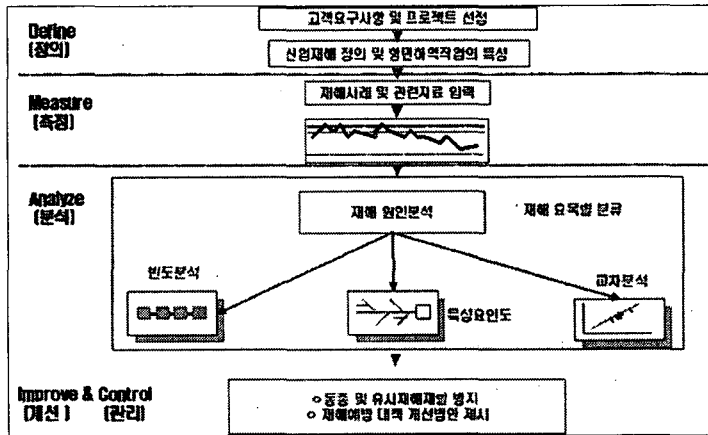 Define
고객요구사항 및 프로젝트 선정
(정의)
산업재해 정의 및 항만하역작업의 특성
Measure
(측정)
재해사례 및 관련자료 입력
Analyze
(분석)
재해 원인분석
재해 요목별 분류
빈도분석
특성요인도
교차분석
Improve & Control
(개선) (관리)
o 동종 및 유사재해재발 방지
o 재해예방 대책 개선방안 제시